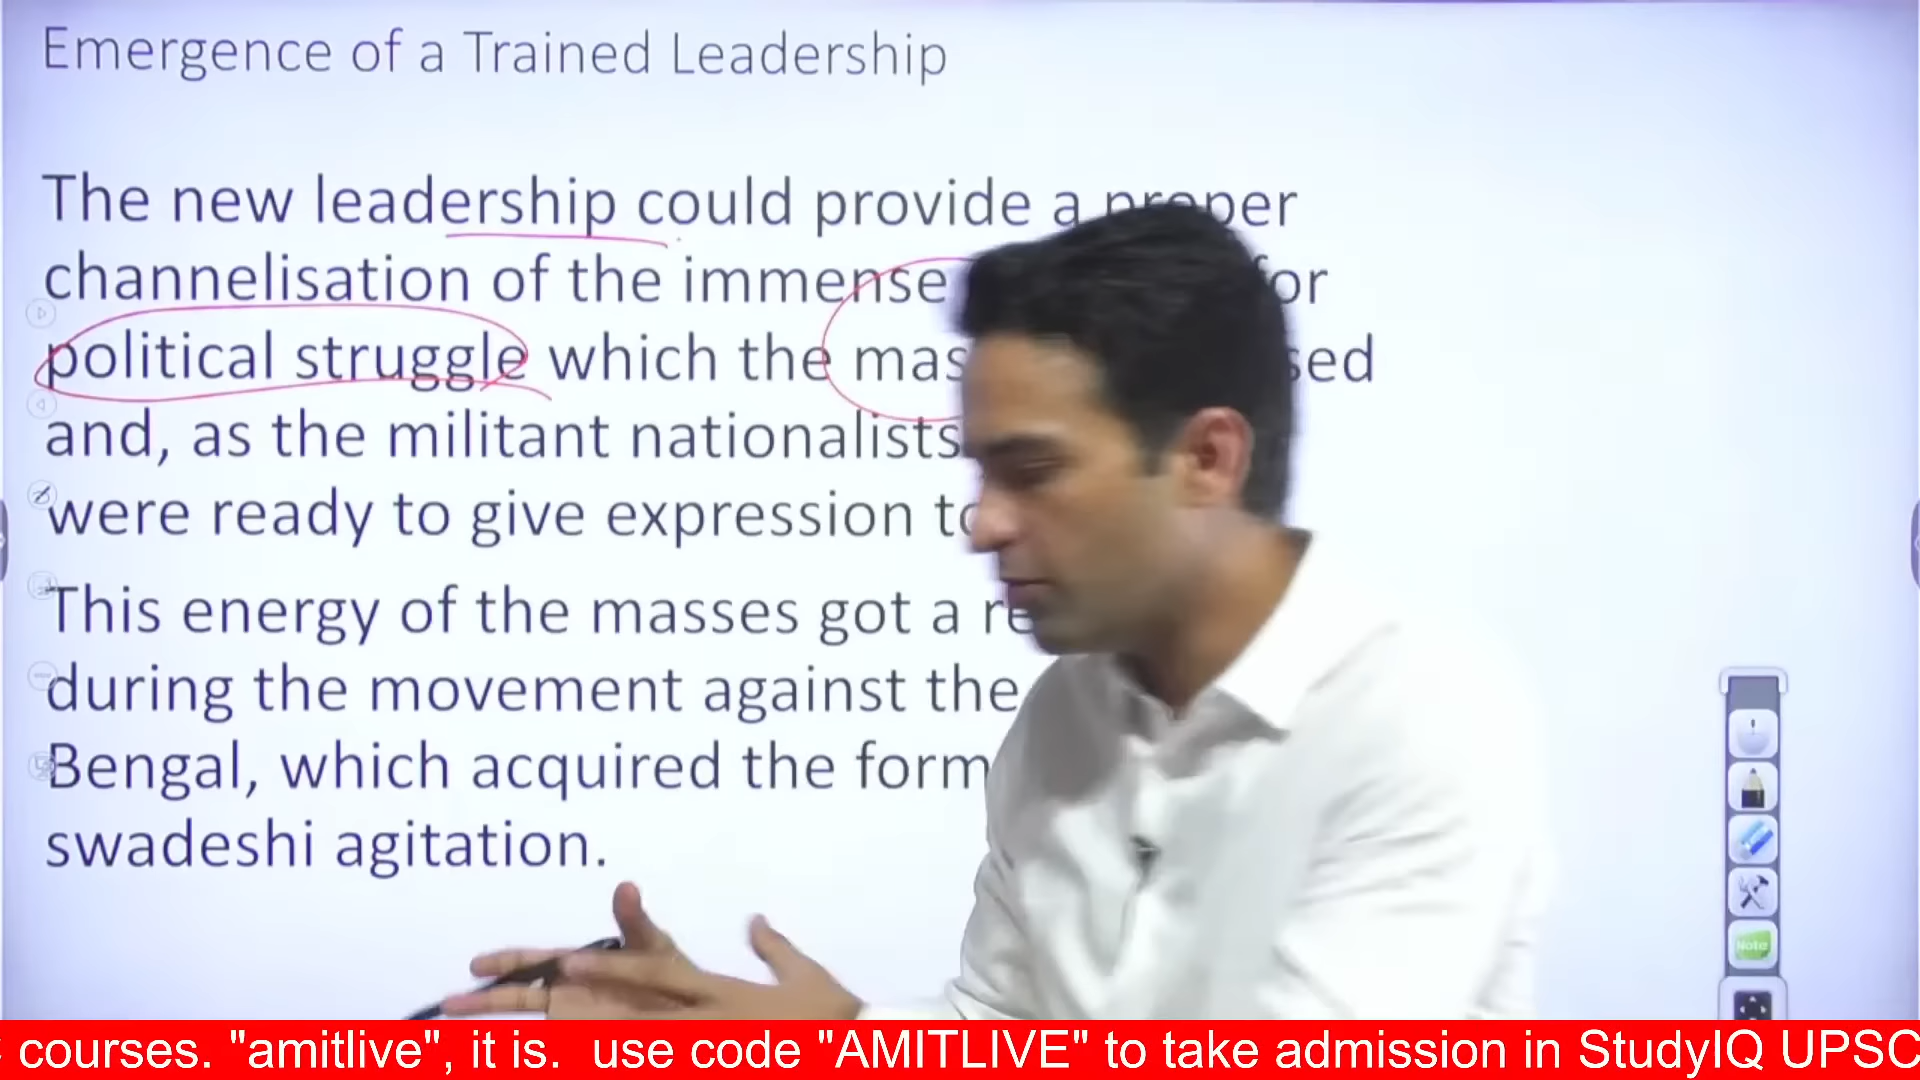 Emergence of a Trained Leadership
The new leadership could provide a proper
channelisation of the immense for
political struggle which the
and, as the militant nationalists
were ready to give expression
This energy of the masses got a
during the movement against the
Bengal, which acquired the form
swadeshi agitation.
Note
courses. "amitlive", it is. use code "AMITLIVE" to take admission in StudyIQ UPSC